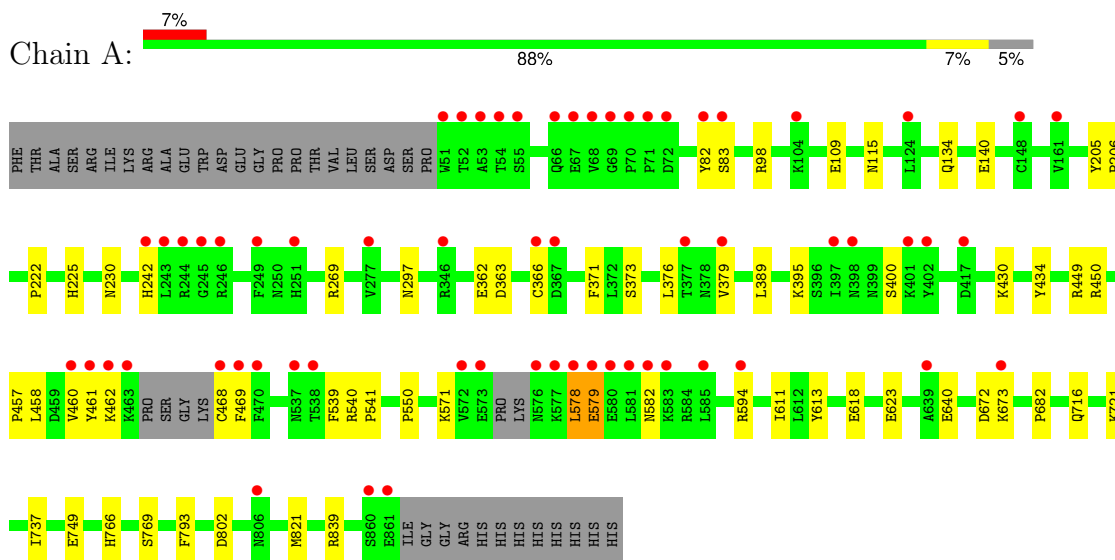 7%
Chain A:
88% 7% 5%
PHE THR ALA SER ARG ILE LYS ARG ALA GLU TRP ASP GLU GLY PRO PRO THR VAL LEU SER ASP SER PRO W51 T52 A53 T54 S55 Q66 E67 V68 G69 P70 P71 D72 Y82 S83 R98 K104 E109 N115 L124 Q134 E140 C148 V161 Y205
P222 H225 N230 H242 L243 R244 G245 R246 F249 N250 H251 R269 V277 N297 R346 E362 D363 C366 D367 F371 L372 S373 L376 T377 N378 V379 L389 K395 S396 I397 N398 N399 S400 K401 Y402 D417 K430 Y434 R449 R450
P457 L458 D459 V460 Y461 K462 K463 PRO SER GLY LYS C468 F469 F470 N537 T538 F539 R540 P541 P550 K571 V572 E573 PRO LYS N576 K577 L578 E579 E580 L581 N582 K583 R584 L585 R594 I611 L612 Y613 E618 E623 A639 E640 D672 K673 P682 Q716
I737 E749 H766 S769 F793 D802 N806 M821 R839 S860 E861 ILE GLY GLY ARG HIS HIS HIS HIS HIS HIS HIS HIS